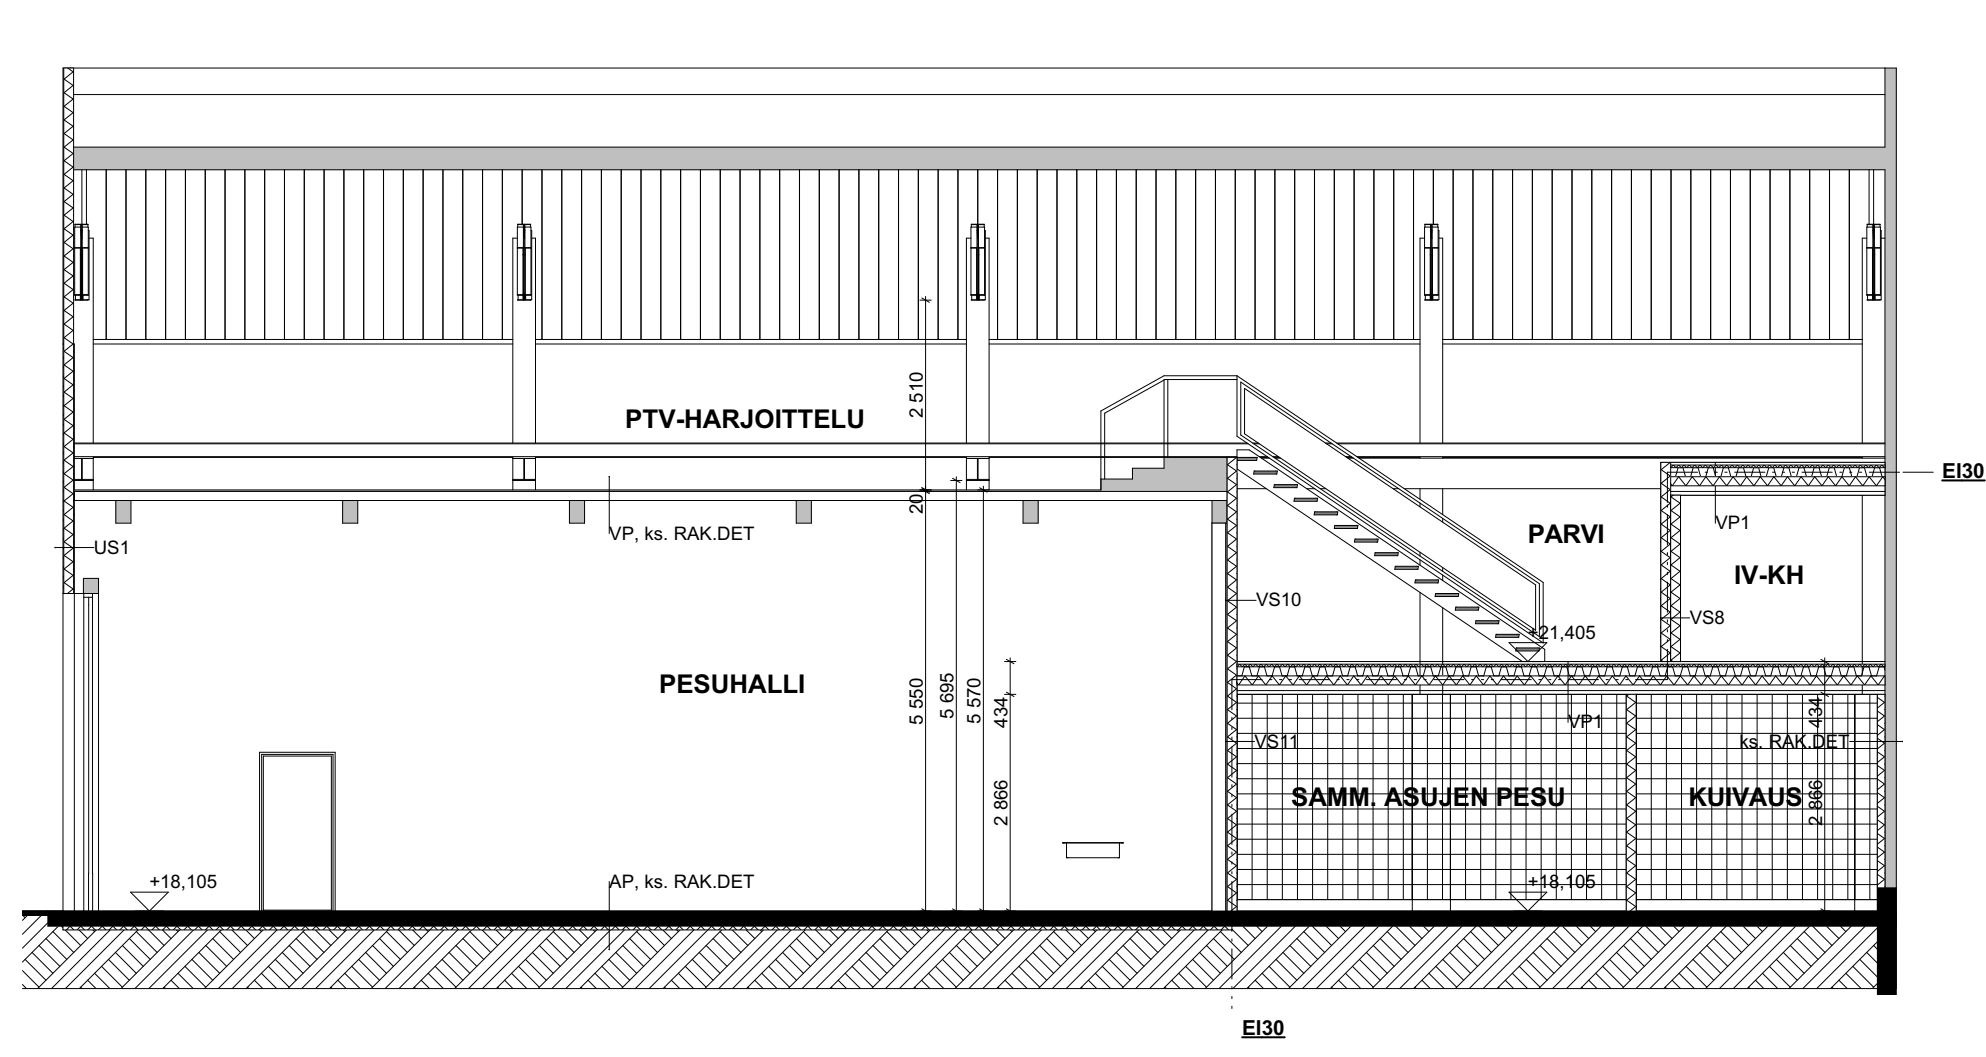 2 510
PTV-HARJOITTELU
EI30
20
VP, ks. RAK.DET
US1
PARVI
VP1
IV-KH
VS10
VS8
+21,405
PESUHALLI
5 550
5 695
5 570
434
VP1
434
VS11
ks. RAK.DET
2 866
SAMM. ASUJEN PESU
KUIVAUS
2 866
+18,105
AP, ks. RAK.DET
+18,105
EI30